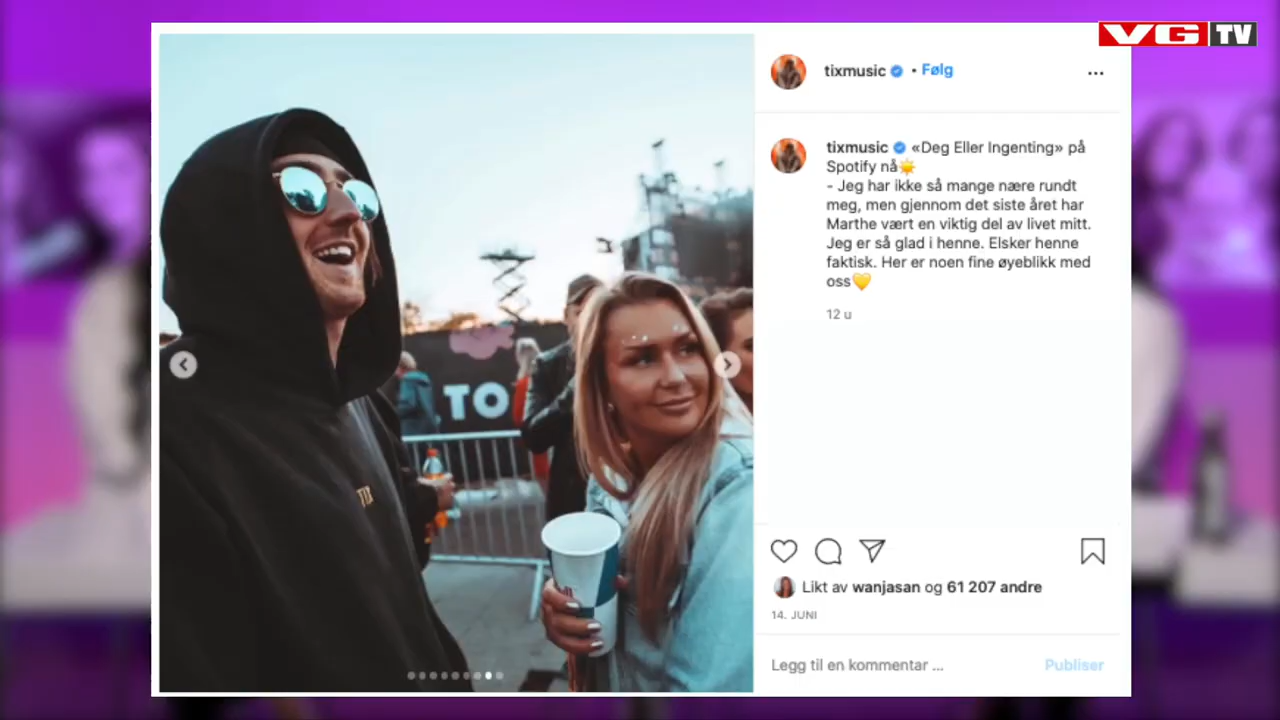 VG TV
tixmusic • Følg
tixmusic «Deg Eller Ingenting» på
Spotify nå☀️
- Jeg har ikke så mange nære rundt
meg, men gjennom det siste året har
Marthe vært en viktig del av livet mitt.
Jeg er så glad i henne. Elsker henne
faktisk. Her er noen fine øyeblikk med
oss💛
12 u
TO
Likt av wanjasan og 61 207 andre
14. JUNI
Legg til en kommentar ... Publiser